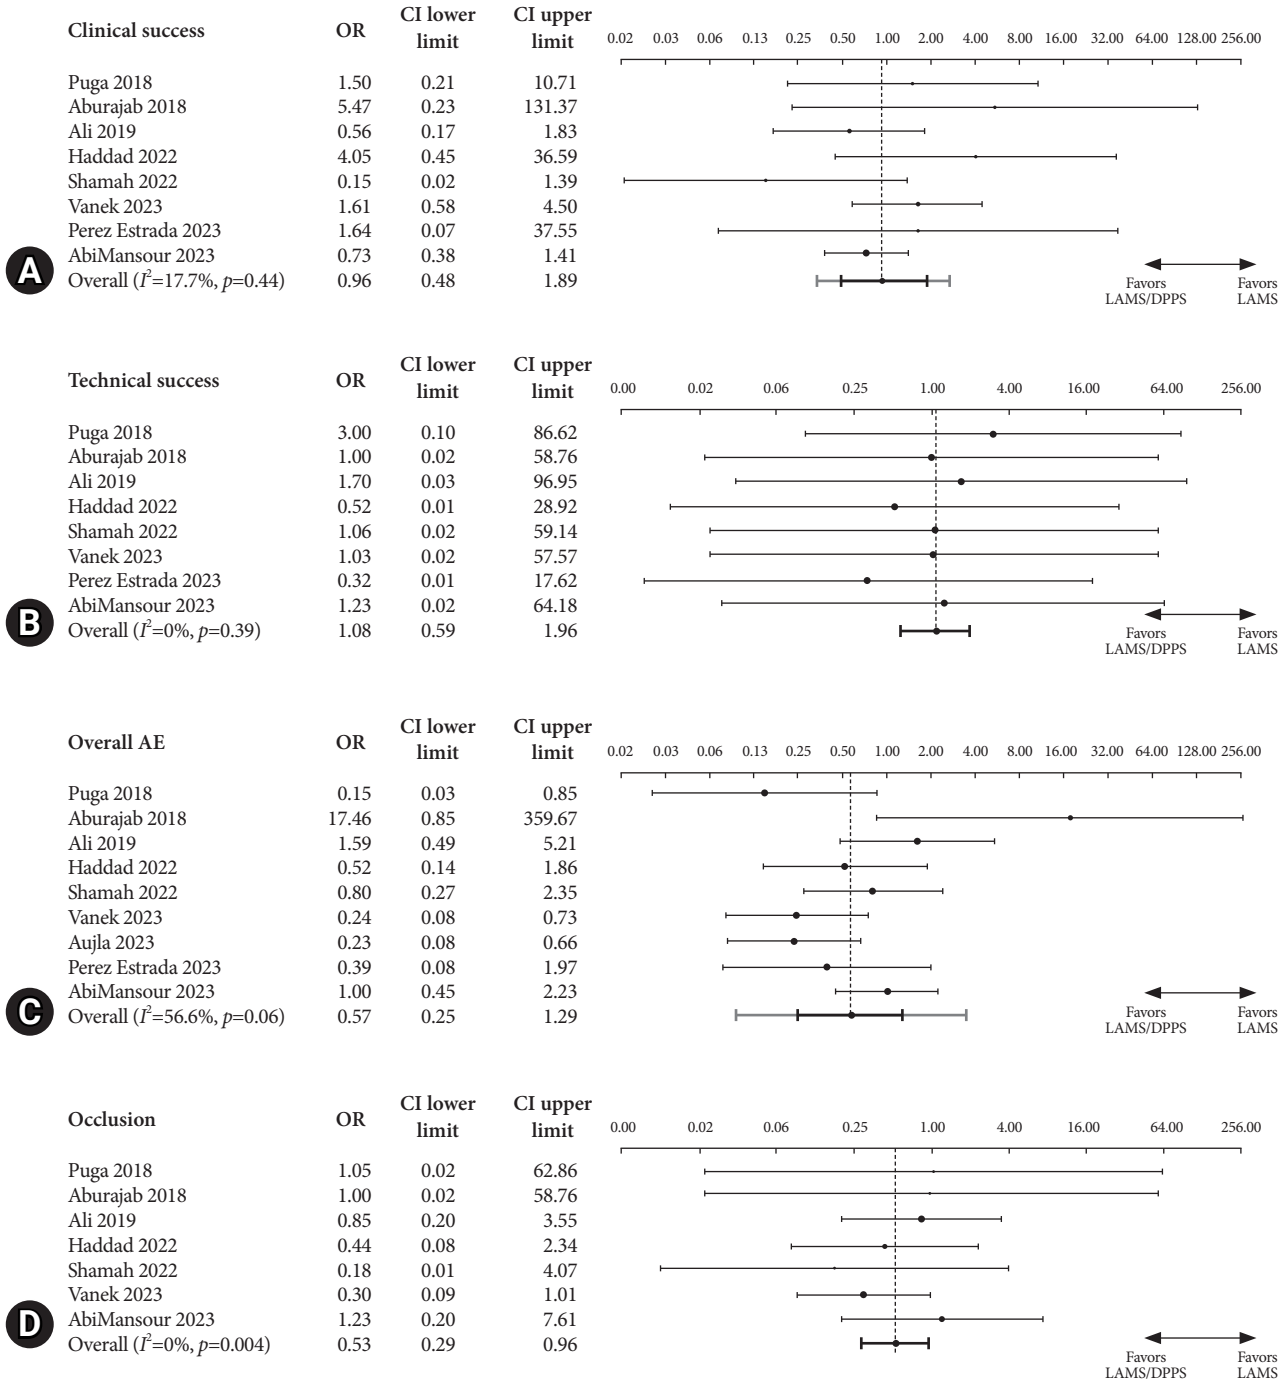 Clinical success OR CI lower limit CI upper limit 0.02 0.03 0.06 0.13 0.25 0.50 1.00 2.00 4.00 8.00 16.00 32.00 64.00 128.00 256.00
Puga 2018 1.50 0.21 10.71
Aburajab 2018 5.47 0.23 131.37
Ali 2019 0.56 0.17 1.83
Haddad 2022 4.05 0.45 36.59
Shamah 2022 0.15 0.02 1.39
Vanek 2023 1.61 0.58 4.50
Perez Estrada 2023 1.64 0.07 37.55
AbiMansour 2023 0.73 0.38 1.41
Overall (I²=17.7%, p=0.44) 0.96 0.48 1.89
A
Favors LAMS/DPPS Favors LAMS
Technical success OR CI lower limit CI upper limit 0.00 0.02 0.06 0.25 1.00 4.00 16.00 64.00 256.00
Puga 2018 3.00 0.10 86.62
Aburajab 2018 1.00 0.02 58.76
Ali 2019 1.70 0.03 96.95
Haddad 2022 0.52 0.01 28.92
Shamah 2022 1.06 0.02 59.14
Vanek 2023 1.03 0.02 57.57
Perez Estrada 2023 0.32 0.01 17.62
AbiMansour 2023 1.23 0.02 64.18
Overall (I²=0%, p=0.39) 1.08 0.59 1.96
B
Favors LAMS/DPPS Favors LAMS
Overall AE OR CI lower limit CI upper limit 0.02 0.03 0.06 0.13 0.25 0.50 1.00 2.00 4.00 8.00 16.00 32.00 64.00 128.00 256.00
Puga 2018 0.15 0.03 0.85
Aburajab 2018 17.46 0.85 359.67
Ali 2019 1.59 0.49 5.21
Haddad 2022 0.52 0.14 1.86
Shamah 2022 0.80 0.27 2.35
Vanek 2023 0.24 0.08 0.73
Aujla 2023 0.23 0.08 0.66
Perez Estrada 2023 0.39 0.08 1.97
AbiMansour 2023 1.00 0.45 2.23
Overall (I²=56.6%, p=0.06) 0.57 0.25 1.29
C
Favors LAMS/DPPS Favors LAMS
Occlusion OR CI lower limit CI upper limit 0.00 0.02 0.06 0.25 1.00 4.00 16.00 64.00 256.00
Puga 2018 1.05 0.02 62.86
Aburajab 2018 1.00 0.02 58.76
Ali 2019 0.85 0.20 3.55
Haddad 2022 0.44 0.08 2.34
Shamah 2022 0.18 0.01 4.07
Vanek 2023 0.30 0.09 1.01
AbiMansour 2023 1.23 0.20 7.61
Overall (I²=0%, p=0.004) 0.53 0.29 0.96
D
Favors LAMS/DPPS Favors LAMS